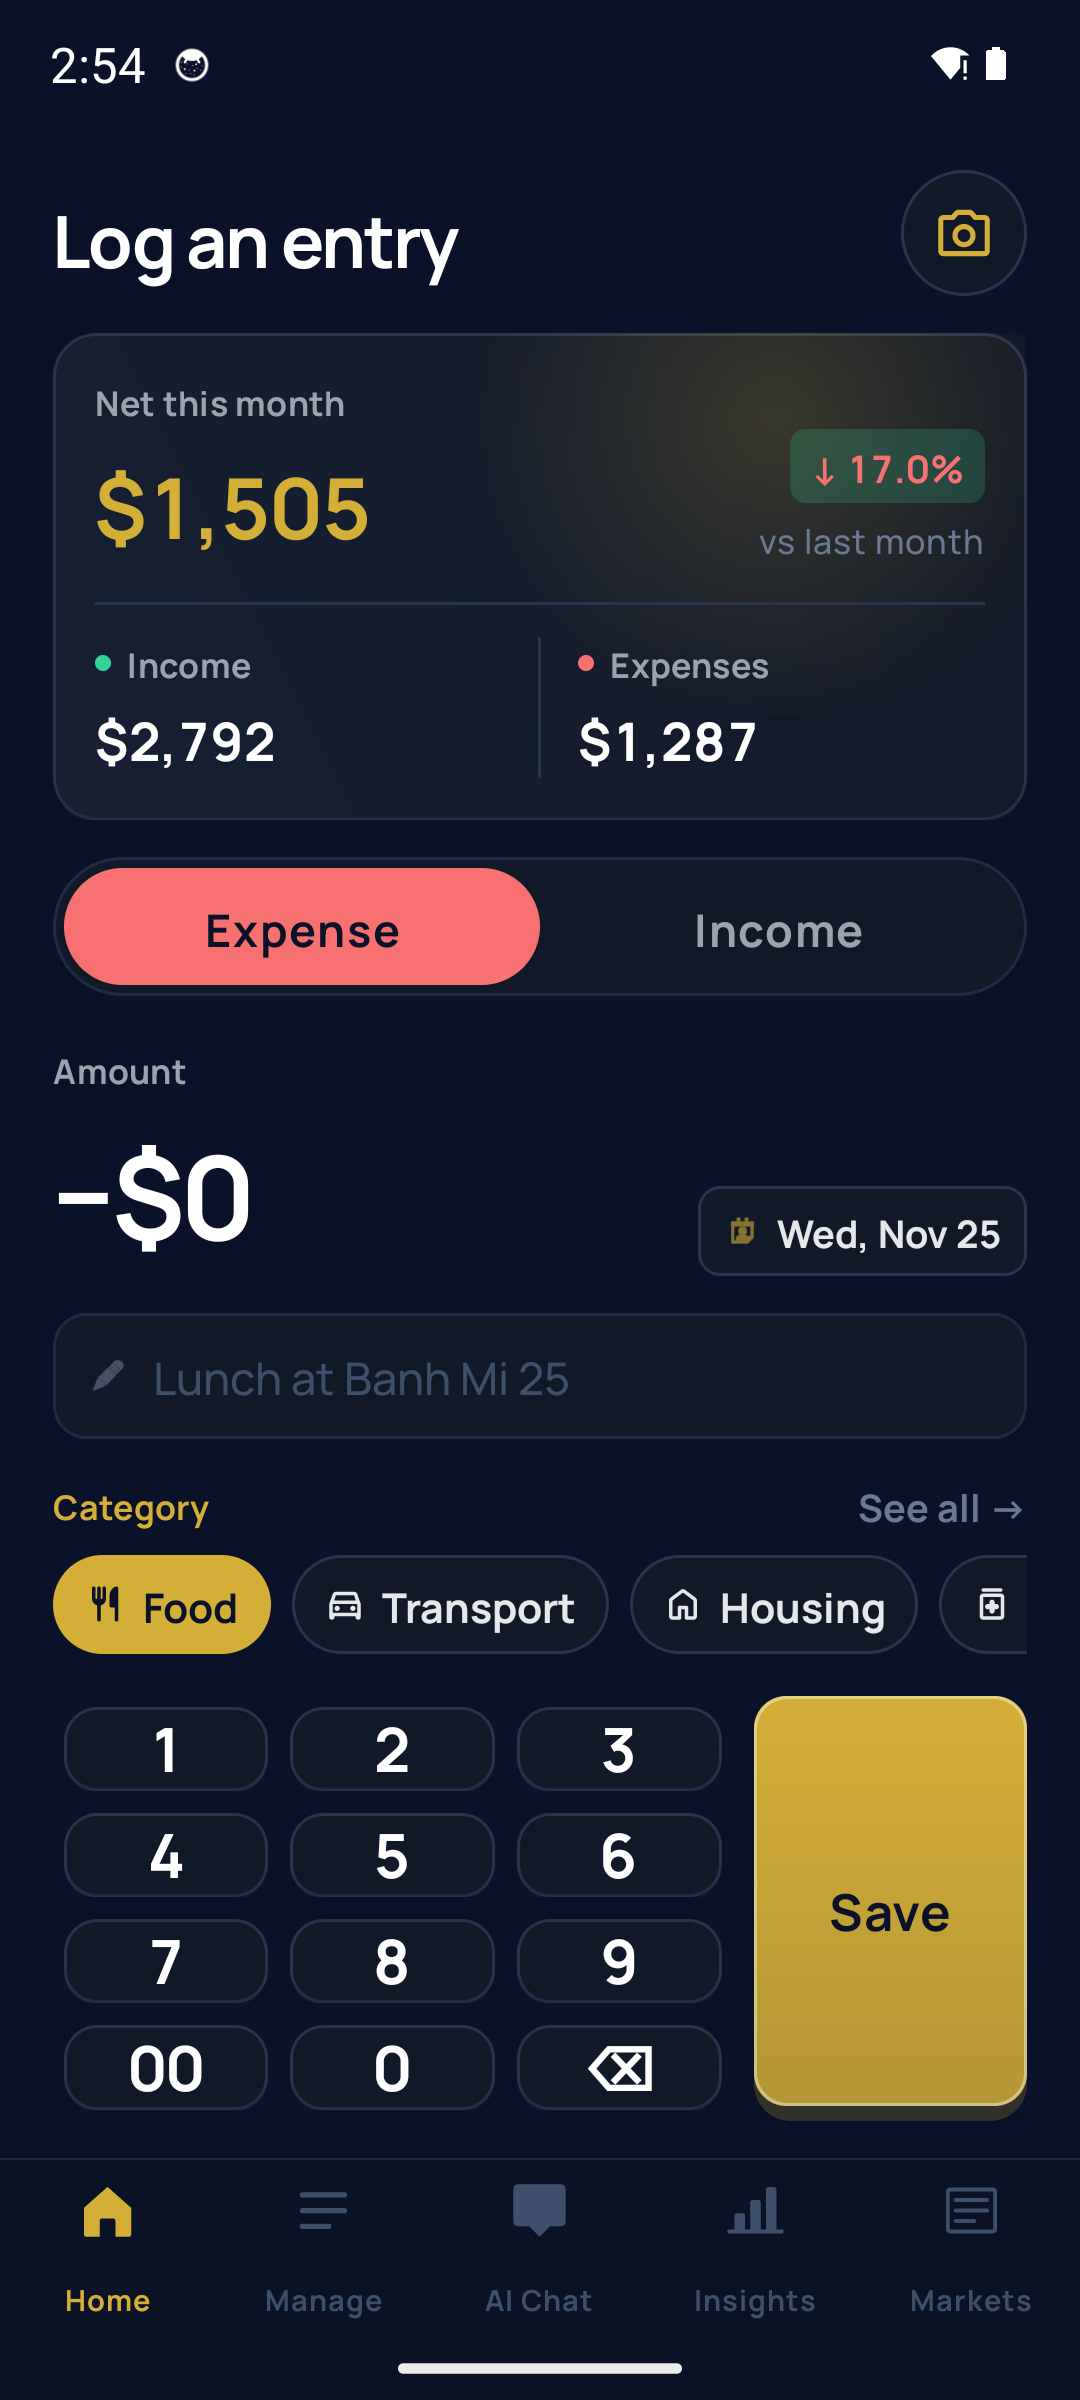 2:54
Log an entry
Net this month
$1,505
↓ 17.0%
vs last month
Income
$2,792
Expenses
$1,287
Expense
Income
Amount
−$0
Wed, Nov 25
Lunch at Banh Mi 25
Category
See all →
Food
Transport
Housing
1
2
3
4
5
6
7
8
9
00
0
Save
Home
Manage
AI Chat
Insights
Markets